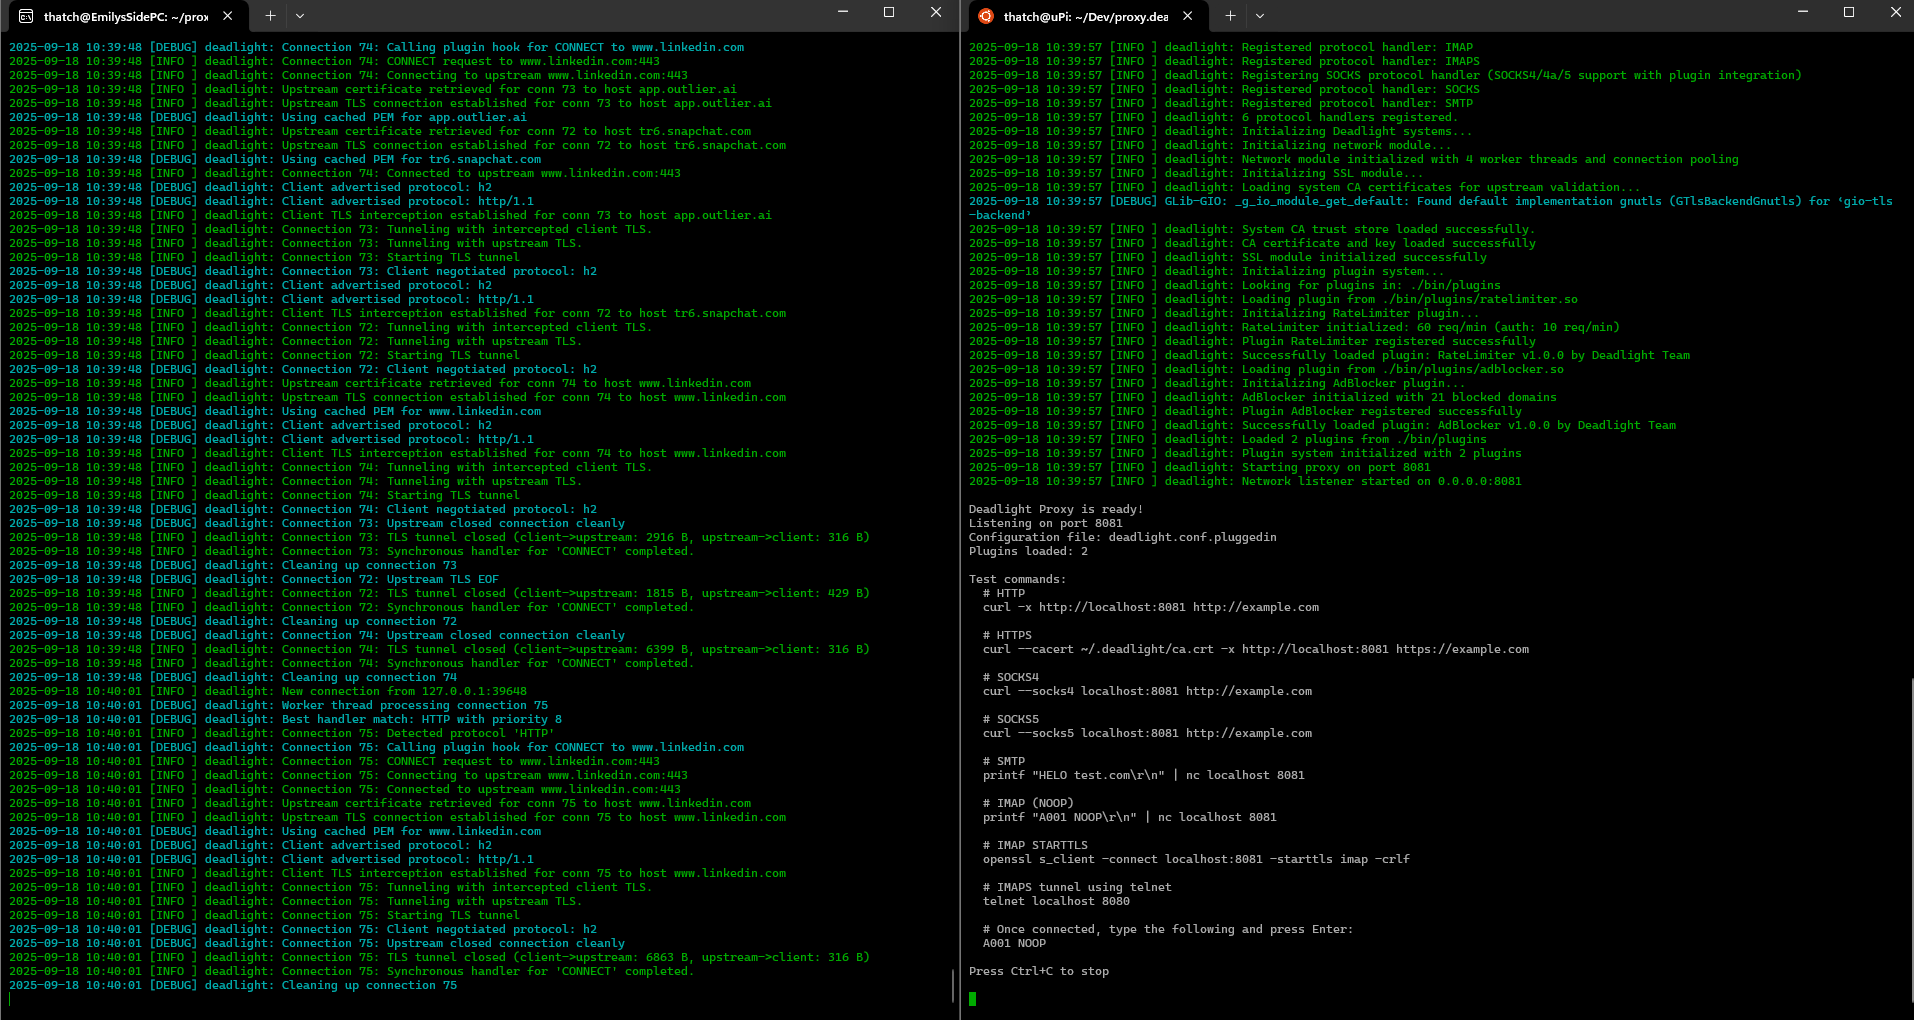 thatch@EmilysSidePC: ~/prox
2025-09-18 10:39:48 [DEBUG] deadlight: Connection 74: Calling plugin hook for CONNECT to www.linkedin.com
2025-09-18 10:39:48 [INFO ] deadlight: Connection 74: CONNECT request to www.linkedin.com:443
2025-09-18 10:39:48 [INFO ] deadlight: Connection 74: Connecting to upstream www.linkedin.com:443
2025-09-18 10:39:48 [INFO ] deadlight: Upstream certificate retrieved for conn 73 to host app.outlier.ai
2025-09-18 10:39:48 [INFO ] deadlight: Upstream TLS connection established for conn 73 to host app.outlier.ai
2025-09-18 10:39:48 [DEBUG] deadlight: Using cached PEM for app.outlier.ai
2025-09-18 10:39:48 [INFO ] deadlight: Upstream certificate retrieved for conn 72 to host tr6.snapchat.com
2025-09-18 10:39:48 [INFO ] deadlight: Upstream TLS connection established for conn 72 to host tr6.snapchat.com
2025-09-18 10:39:48 [DEBUG] deadlight: Using cached PEM for tr6.snapchat.com
2025-09-18 10:39:48 [INFO ] deadlight: Connection 74: Connected to upstream www.linkedin.com:443
2025-09-18 10:39:48 [DEBUG] deadlight: Client advertised protocol: h2
2025-09-18 10:39:48 [DEBUG] deadlight: Client advertised protocol: http/1.1
2025-09-18 10:39:48 [INFO ] deadlight: Client TLS interception established for conn 73 to host app.outlier.ai
2025-09-18 10:39:48 [INFO ] deadlight: Connection 73: Tunneling with intercepted client TLS.
2025-09-18 10:39:48 [INFO ] deadlight: Connection 73: Tunneling with upstream TLS.
2025-09-18 10:39:48 [INFO ] deadlight: Connection 73: Starting TLS tunnel
2025-09-18 10:39:48 [DEBUG] deadlight: Connection 73: Client negotiated protocol: h2
2025-09-18 10:39:48 [DEBUG] deadlight: Client advertised protocol: h2
2025-09-18 10:39:48 [DEBUG] deadlight: Client advertised protocol: http/1.1
2025-09-18 10:39:48 [INFO ] deadlight: Client TLS interception established for conn 72 to host tr6.snapchat.com
2025-09-18 10:39:48 [INFO ] deadlight: Connection 72: Tunneling with intercepted client TLS.
2025-09-18 10:39:48 [INFO ] deadlight: Connection 72: Tunneling with upstream TLS.
2025-09-18 10:39:48 [INFO ] deadlight: Connection 72: Starting TLS tunnel
2025-09-18 10:39:48 [DEBUG] deadlight: Connection 72: Client negotiated protocol: h2
2025-09-18 10:39:48 [INFO ] deadlight: Upstream certificate retrieved for conn 74 to host www.linkedin.com
2025-09-18 10:39:48 [INFO ] deadlight: Upstream TLS connection established for conn 74 to host www.linkedin.com
2025-09-18 10:39:48 [DEBUG] deadlight: Using cached PEM for www.linkedin.com
2025-09-18 10:39:48 [DEBUG] deadlight: Client advertised protocol: h2
2025-09-18 10:39:48 [DEBUG] deadlight: Client advertised protocol: http/1.1
2025-09-18 10:39:48 [INFO ] deadlight: Client TLS interception established for conn 74 to host www.linkedin.com
2025-09-18 10:39:48 [INFO ] deadlight: Connection 74: Tunneling with intercepted client TLS.
2025-09-18 10:39:48 [INFO ] deadlight: Connection 74: Tunneling with upstream TLS.
2025-09-18 10:39:48 [INFO ] deadlight: Connection 74: Starting TLS tunnel
2025-09-18 10:39:48 [DEBUG] deadlight: Connection 74: Client negotiated protocol: h2
2025-09-18 10:39:48 [DEBUG] deadlight: Connection 73: Upstream closed connection cleanly
2025-09-18 10:39:48 [INFO ] deadlight: Connection 73: TLS tunnel closed (client->upstream: 2916 B, upstream->client: 316 B)
2025-09-18 10:39:48 [INFO ] deadlight: Connection 73: Synchronous handler for 'CONNECT' completed.
2025-09-18 10:39:48 [DEBUG] deadlight: Cleaning up connection 73
2025-09-18 10:39:48 [DEBUG] deadlight: Connection 72: Upstream TLS EOF
2025-09-18 10:39:48 [INFO ] deadlight: Connection 72: TLS tunnel closed (client->upstream: 1815 B, upstream->client: 429 B)
2025-09-18 10:39:48 [INFO ] deadlight: Connection 72: Synchronous handler for 'CONNECT' completed.
2025-09-18 10:39:48 [DEBUG] deadlight: Cleaning up connection 72
2025-09-18 10:39:48 [DEBUG] deadlight: Connection 74: Upstream closed connection cleanly
2025-09-18 10:39:48 [INFO ] deadlight: Connection 74: TLS tunnel closed (client->upstream: 6399 B, upstream->client: 316 B)
2025-09-18 10:39:48 [INFO ] deadlight: Connection 74: Synchronous handler for 'CONNECT' completed.
2025-09-18 10:39:48 [DEBUG] deadlight: Cleaning up connection 74
2025-09-18 10:40:01 [INFO ] deadlight: New connection from 127.0.0.1:39648
2025-09-18 10:40:01 [DEBUG] deadlight: Worker thread processing connection 75
2025-09-18 10:40:01 [DEBUG] deadlight: Best handler match: HTTP with priority 8
2025-09-18 10:40:01 [INFO ] deadlight: Connection 75: Detected protocol 'HTTP'
2025-09-18 10:40:01 [DEBUG] deadlight: Connection 75: Calling plugin hook for CONNECT to www.linkedin.com
2025-09-18 10:40:01 [INFO ] deadlight: Connection 75: CONNECT request to www.linkedin.com:443
2025-09-18 10:40:01 [INFO ] deadlight: Connection 75: Connecting to upstream www.linkedin.com:443
2025-09-18 10:40:01 [INFO ] deadlight: Connection 75: Connected to upstream www.linkedin.com:443
2025-09-18 10:40:01 [INFO ] deadlight: Upstream certificate retrieved for conn 75 to host www.linkedin.com
2025-09-18 10:40:01 [INFO ] deadlight: Upstream TLS connection established for conn 75 to host www.linkedin.com
2025-09-18 10:40:01 [DEBUG] deadlight: Using cached PEM for www.linkedin.com
2025-09-18 10:40:01 [DEBUG] deadlight: Client advertised protocol: h2
2025-09-18 10:40:01 [DEBUG] deadlight: Client advertised protocol: http/1.1
2025-09-18 10:40:01 [INFO ] deadlight: Client TLS interception established for conn 75 to host www.linkedin.com
2025-09-18 10:40:01 [INFO ] deadlight: Connection 75: Tunneling with intercepted client TLS.
2025-09-18 10:40:01 [INFO ] deadlight: Connection 75: Tunneling with upstream TLS.
2025-09-18 10:40:01 [INFO ] deadlight: Connection 75: Starting TLS tunnel
2025-09-18 10:40:01 [DEBUG] deadlight: Connection 75: Client negotiated protocol: h2
2025-09-18 10:40:01 [DEBUG] deadlight: Connection 75: Upstream closed connection cleanly
2025-09-18 10:40:01 [INFO ] deadlight: Connection 75: TLS tunnel closed (client->upstream: 6863 B, upstream->client: 316 B)
2025-09-18 10:40:01 [INFO ] deadlight: Connection 75: Synchronous handler for 'CONNECT' completed.
2025-09-18 10:40:01 [DEBUG] deadlight: Cleaning up connection 75
thatch@uPi: ~/Dev/proxy.dea
2025-09-18 10:39:57 [INFO ] deadlight: Registered protocol handler: IMAP
2025-09-18 10:39:57 [INFO ] deadlight: Registered protocol handler: IMAPS
2025-09-18 10:39:57 [INFO ] deadlight: Registering SOCKS protocol handler (SOCKS4/4a/5 support with plugin integration)
2025-09-18 10:39:57 [INFO ] deadlight: Registered protocol handler: SOCKS
2025-09-18 10:39:57 [INFO ] deadlight: Registered protocol handler: SMTP
2025-09-18 10:39:57 [INFO ] deadlight: 6 protocol handlers registered.
2025-09-18 10:39:57 [INFO ] deadlight: Initializing Deadlight systems...
2025-09-18 10:39:57 [INFO ] deadlight: Initializing network module...
2025-09-18 10:39:57 [INFO ] deadlight: Network module initialized with 4 worker threads and connection pooling
2025-09-18 10:39:57 [INFO ] deadlight: Initializing SSL module...
2025-09-18 10:39:57 [INFO ] deadlight: Loading system CA certificates for upstream validation...
2025-09-18 10:39:57 [DEBUG] GLib-GIO: _g_io_module_get_default: Found default implementation gnutls (GTlsBackendGnutls) for ‘gio-tls
-backend’
2025-09-18 10:39:57 [INFO ] deadlight: System CA trust store loaded successfully.
2025-09-18 10:39:57 [INFO ] deadlight: CA certificate and key loaded successfully
2025-09-18 10:39:57 [INFO ] deadlight: SSL module initialized successfully
2025-09-18 10:39:57 [INFO ] deadlight: Initializing plugin system...
2025-09-18 10:39:57 [INFO ] deadlight: Looking for plugins in: ./bin/plugins
2025-09-18 10:39:57 [INFO ] deadlight: Loading plugin from ./bin/plugins/ratelimiter.so
2025-09-18 10:39:57 [INFO ] deadlight: Initializing RateLimiter plugin...
2025-09-18 10:39:57 [INFO ] deadlight: RateLimiter initialized: 60 req/min (auth: 10 req/min)
2025-09-18 10:39:57 [INFO ] deadlight: Plugin RateLimiter registered successfully
2025-09-18 10:39:57 [INFO ] deadlight: Successfully loaded plugin: RateLimiter v1.0.0 by Deadlight Team
2025-09-18 10:39:57 [INFO ] deadlight: Loading plugin from ./bin/plugins/adblocker.so
2025-09-18 10:39:57 [INFO ] deadlight: Initializing AdBlocker plugin...
2025-09-18 10:39:57 [INFO ] deadlight: AdBlocker initialized with 21 blocked domains
2025-09-18 10:39:57 [INFO ] deadlight: Plugin AdBlocker registered successfully
2025-09-18 10:39:57 [INFO ] deadlight: Successfully loaded plugin: AdBlocker v1.0.0 by Deadlight Team
2025-09-18 10:39:57 [INFO ] deadlight: Loaded 2 plugins from ./bin/plugins
2025-09-18 10:39:57 [INFO ] deadlight: Plugin system initialized with 2 plugins
2025-09-18 10:39:57 [INFO ] deadlight: Starting proxy on port 8081
2025-09-18 10:39:57 [INFO ] deadlight: Network listener started on 0.0.0.0:8081
Deadlight Proxy is ready!
Listening on port 8081
Configuration file: deadlight.conf.pluggedin
Plugins loaded: 2
Test commands:
# HTTP
curl -x http://localhost:8081 http://example.com
# HTTPS
curl --cacert ~/.deadlight/ca.crt -x http://localhost:8081 https://example.com
# SOCKS4
curl --socks4 localhost:8081 http://example.com
# SOCKS5
curl --socks5 localhost:8081 http://example.com
# SMTP
printf "HELO test.com\r\n" | nc localhost 8081
# IMAP (NOOP)
printf "A001 NOOP\r\n" | nc localhost 8081
# IMAP STARTTLS
openssl s_client -connect localhost:8081 -starttls imap -crlf
# IMAPS tunnel using telnet
telnet localhost 8080
# Once connected, type the following and press Enter:
A001 NOOP
Press Ctrl+C to stop